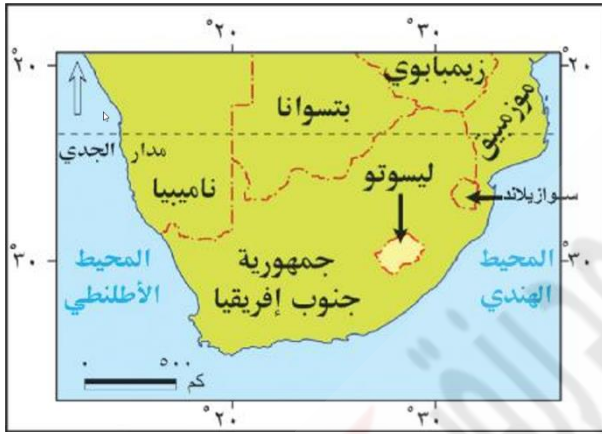 °٢٠ °٣٠
°٢٠ °٢٠
زيمبابوي
موزمبيق
بتسوانا
مدار الجدي
ليسوتو
ناميبيا
سوازيلاند
°٣٠ °٣٠
المحيط
الأطلنطي
جمهورية
جنوب إفريقيا
المحيط
الهندي
٠ ٥٠٠
كم
°٢٠ °٣٠